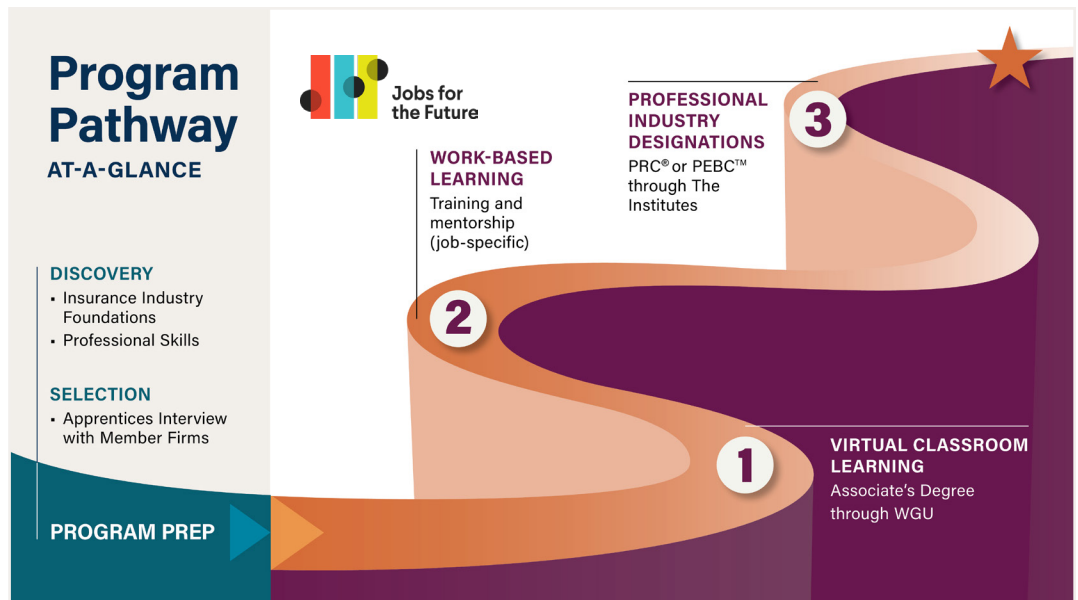 Program
Pathway
AT-A-GLANCE
DISCOVERY
▪ Insurance Industry
Foundations
▪ Professional Skills
SELECTION
▪ Apprentices Interview
with Member Firms
PROGRAM PREP
Jobs for
the Future
1
VIRTUAL CLASSROOM
LEARNING
Associate's Degree
through WGU
2
WORK-BASED
LEARNING
Training and
mentorship
(job-specific)
3
PROFESSIONAL
INDUSTRY
DESIGNATIONS
PRC® or PEBC™
through The
Institutes